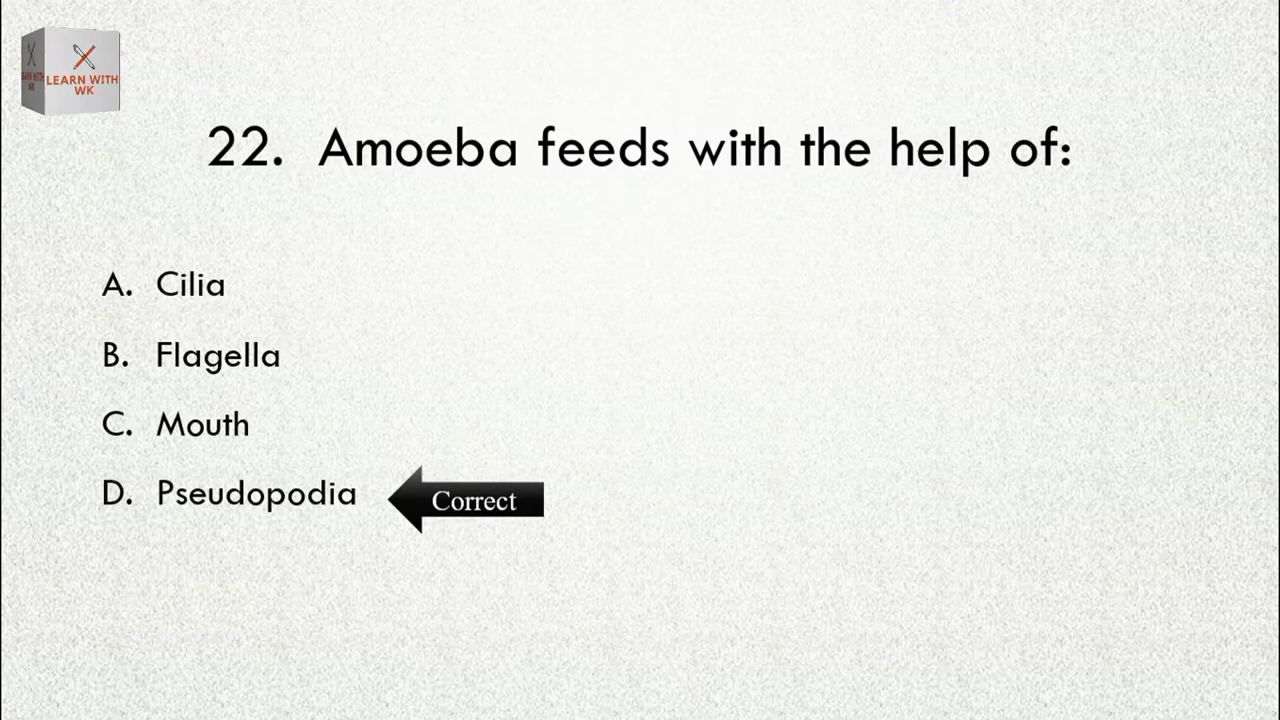 LEARN WITH
WK
22. Amoeba feeds with the help of:
A. Cilia
B. Flagella
C. Mouth
D. Pseudopodia
Correct